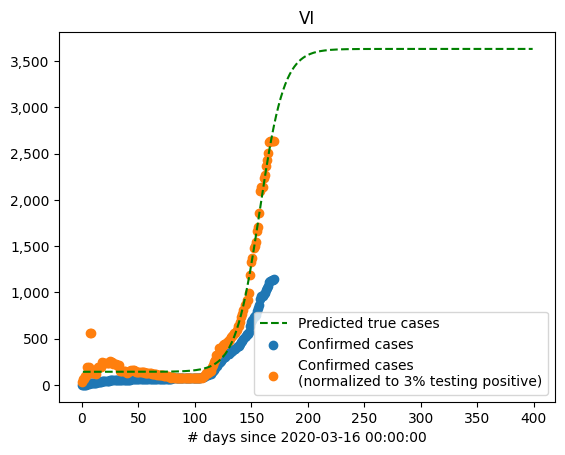 VI
3,500
3,000
2,500
2,000
1,500
1,000
500
0
Predicted true cases
Confirmed cases
Confirmed cases
(normalized to 3% testing positive)
0 50 100 150 200 250 300 350 400
# days since 2020-03-16 00:00:00